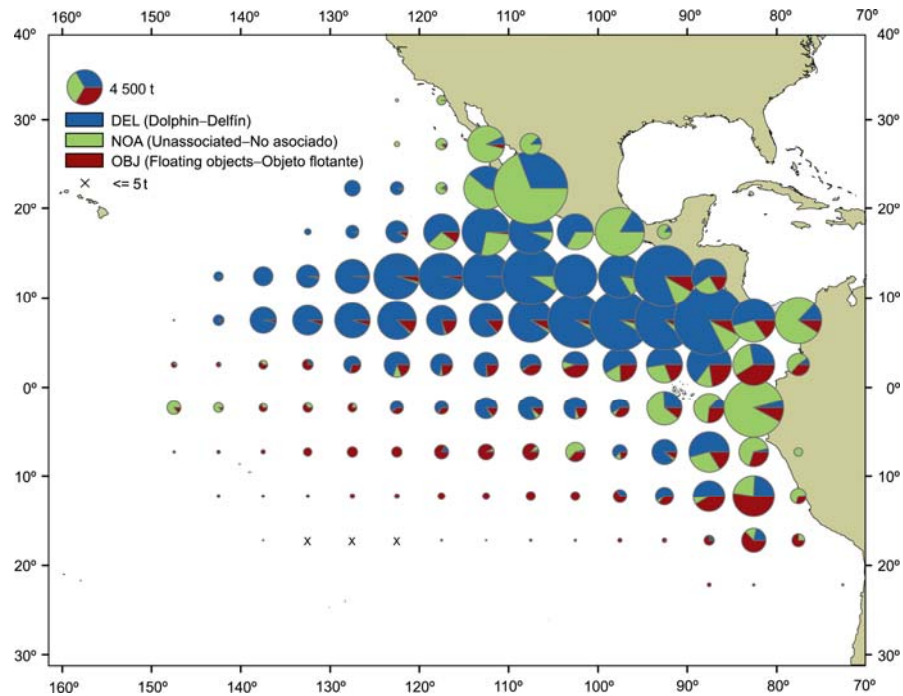 160º 150º 140º 130º 120º 110º 100º 90º 80º 70º
40º 40º
4 500 t
30º 30º
DEL (Dolphin–Delfín)
NOA (Unassociated–No asociado)
OBJ (Floating objects–Objeto flotante)
x <= 5 t
20º 20º
10º 10º
0º 0º
10º 10º
x x x
20º 20º
30º 30º
160º 150º 140º 130º 120º 110º 100º 90º 80º 70º